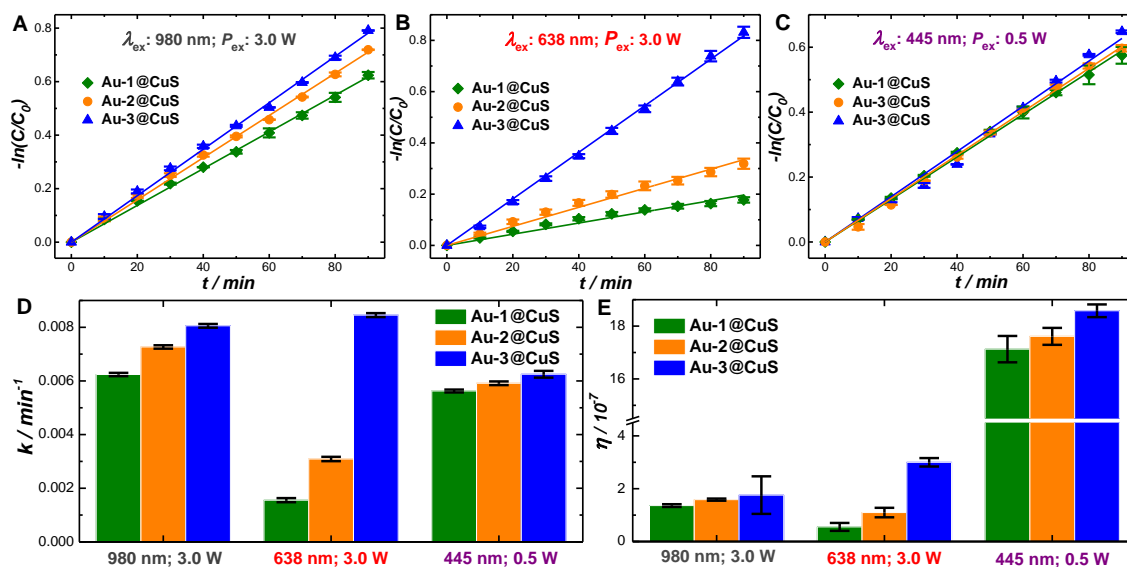 A
λex: 980 nm; Pex: 3.0 W
Au-1@CuS
Au-2@CuS
Au-3@CuS
-ln(C/C0)
0.8
0.6
0.4
0.2
0.0
0 20 40 60 80
t / min
B
λex: 638 nm; Pex: 3.0 W
Au-1@CuS
Au-2@CuS
Au-3@CuS
-ln(C/C0)
0.8
0.6
0.4
0.2
0.0
0 20 40 60 80
t / min
C
λex: 445 nm; Pex: 0.5 W
Au-1@CuS
Au-3@CuS
Au-3@CuS
-ln(C/C0)
0.6
0.4
0.2
0.0
0 20 40 60 80
t / min
D
Au-1@CuS
Au-2@CuS
Au-3@CuS
k / min-1
0.008
0.006
0.004
0.002
0.000
980 nm; 3.0 W 638 nm; 3.0 W 445 nm; 0.5 W
E
Au-1@CuS
Au-2@CuS
Au-3@CuS
η / 10-7
18
16
4
2
0
980 nm; 3.0 W 638 nm; 3.0 W 445 nm; 0.5 W